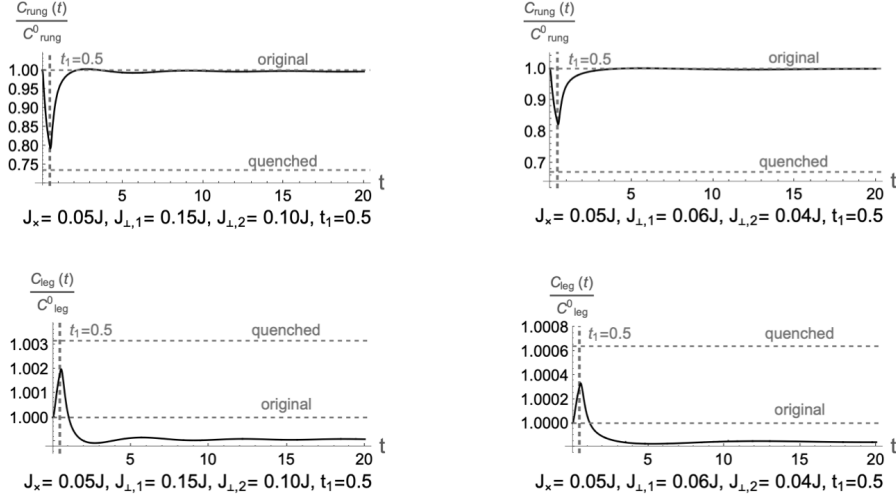 C_rung (t)
C^0_rung
t₁=0.5
original
1.00
0.95
0.90
0.85
0.80
0.75
quenched
5 10 15 20 t
J_× = 0.05J, J_⊥,1 = 0.15J, J_⊥,2 = 0.10J, t₁=0.5
C_rung (t)
C^0_rung
t₁=0.5
original
1.0
0.9
0.8
0.7
quenched
5 10 15 20 t
J_× = 0.05J, J_⊥,1 = 0.06J, J_⊥,2 = 0.04J, t₁=0.5
C_leg (t)
C^0_leg
t₁=0.5
quenched
1.003
1.002
1.000
original
5 10 15 20 t
J_× = 0.05J, J_⊥,1 = 0.15J, J_⊥,2 = 0.10J, t₁=0.5
C_leg (t)
C^0_leg
1.0008
t₁=0.5
quenched
1.0006
1.0004
1.0002
original
1.0000
5 10 15 20 t
J_× = 0.05J, J_⊥,1 = 0.06J, J_⊥,2 = 0.04J, t₁=0.5